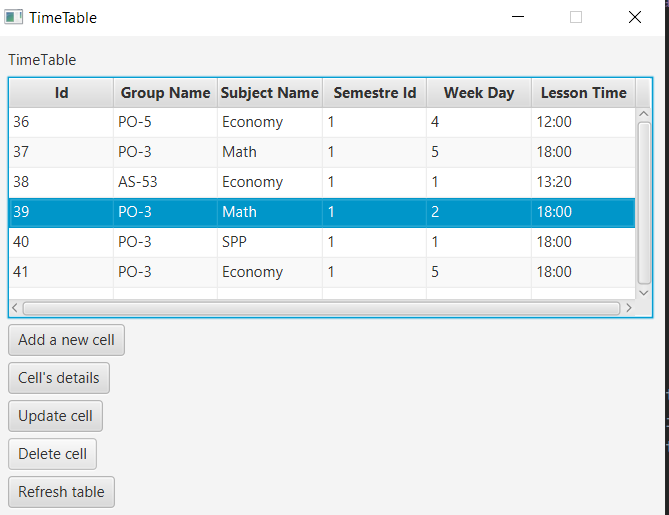 TimeTable
TimeTable
Id Group Name Subject Name Semestre Id Week Day Lesson Time
36 PO-5 Economy 1 4 12:00
37 PO-3 Math 1 5 18:00
38 AS-53 Economy 1 1 13:20
39 PO-3 Math 1 2 18:00
40 PO-3 SPP 1 1 18:00
41 PO-3 Economy 1 5 18:00
Add a new cell
Cell's details
Update cell
Delete cell
Refresh table